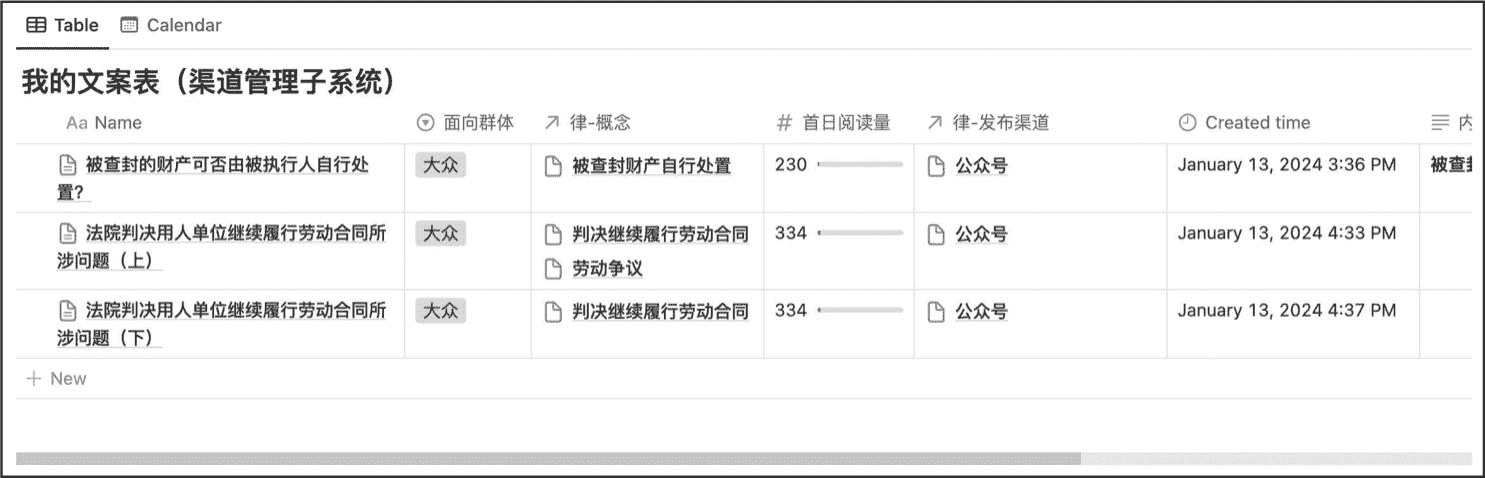 Table Calendar
我的文案表（渠道管理子系统）
Aa Name 面向群体 律-概念 # 首日阅读量 律-发布渠道 Created time 内
被查封的财产可否由被执行人自行处 大众 被查封财产自行处置 230 公众号 January 13, 2024 3:36 PM 被查
置？
法院判决用人单位继续履行劳动合同所 大众 判决继续履行劳动合同 334 公众号 January 13, 2024 4:33 PM
涉问题（上） 劳动争议
法院判决用人单位继续履行劳动合同所 大众 判决继续履行劳动合同 334 公众号 January 13, 2024 4:37 PM
涉问题（下）
+ New